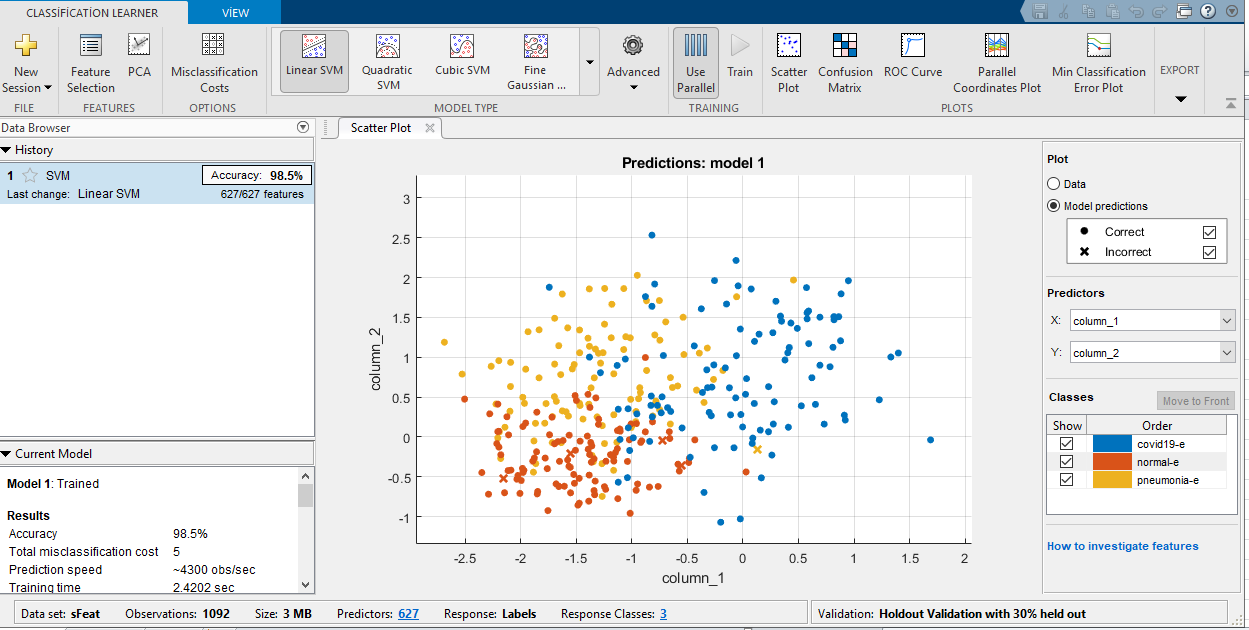 CLASSİFİCATİON LEARNER
VİEW
New
Session
Feature
Selection
PCA
Misclassification
Costs
Linear SVM
Quadratic
SVM
Cubic SVM
Fine
Gaussian ...
Advanced
Use
Parallel
Train
Scatter
Plot
Confusion
Matrix
ROC Curve
Parallel
Coordinates Plot
Min Classification
Error Plot
EXPORT
FILE
FEATURES
OPTIONS
MODEL TYPE
TRAINING
PLOTS
Data Browser
History
1 SVM
Accuracy: 98.5%
Last change: Linear SVM
627/627 features
Current Model
Model 1: Trained
Results
Accuracy 98.5%
Total misclassification cost 5
Prediction speed ~4300 obs/sec
Training time 2.4202 sec
Scatter Plot
Predictions: model 1
3
2.5
2
1.5
1
0.5
0
-0.5
-1
column_2
-2.5 -2 -1.5 -1 -0.5 0 0.5 1 1.5 2
column_1
Plot
Data
Model predictions
Correct
Incorrect
Predictors
X: column_1
Y: column_2
Classes
Move to Front
Show Order
covid19-e
normal-e
pneumonia-e
How to investigate features
Data set: sFeat Observations: 1092 Size: 3 MB Predictors: 627 Response: Labels Response Classes: 3
Validation: Holdout Validation with 30% held out